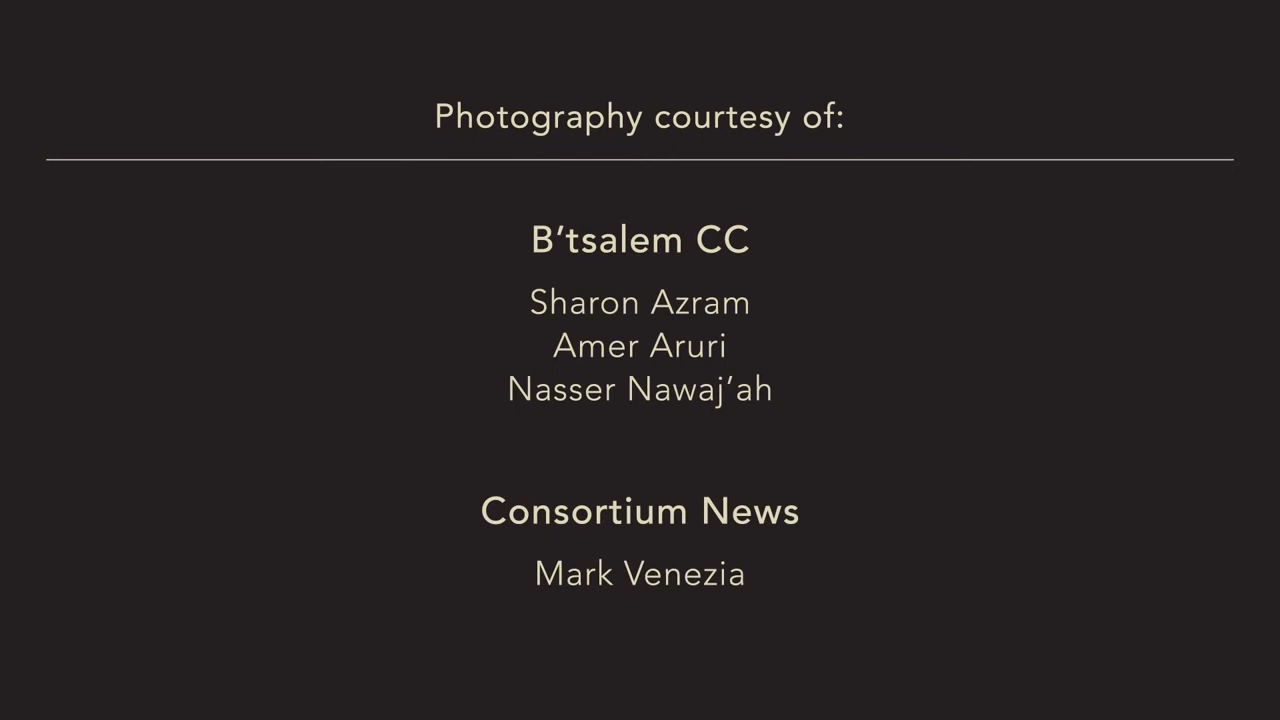 Photography courtesy of:
B’tsalem CC
Sharon Azram
Amer Aruri
Nasser Nawaj’ah
Consortium News
Mark Venezia